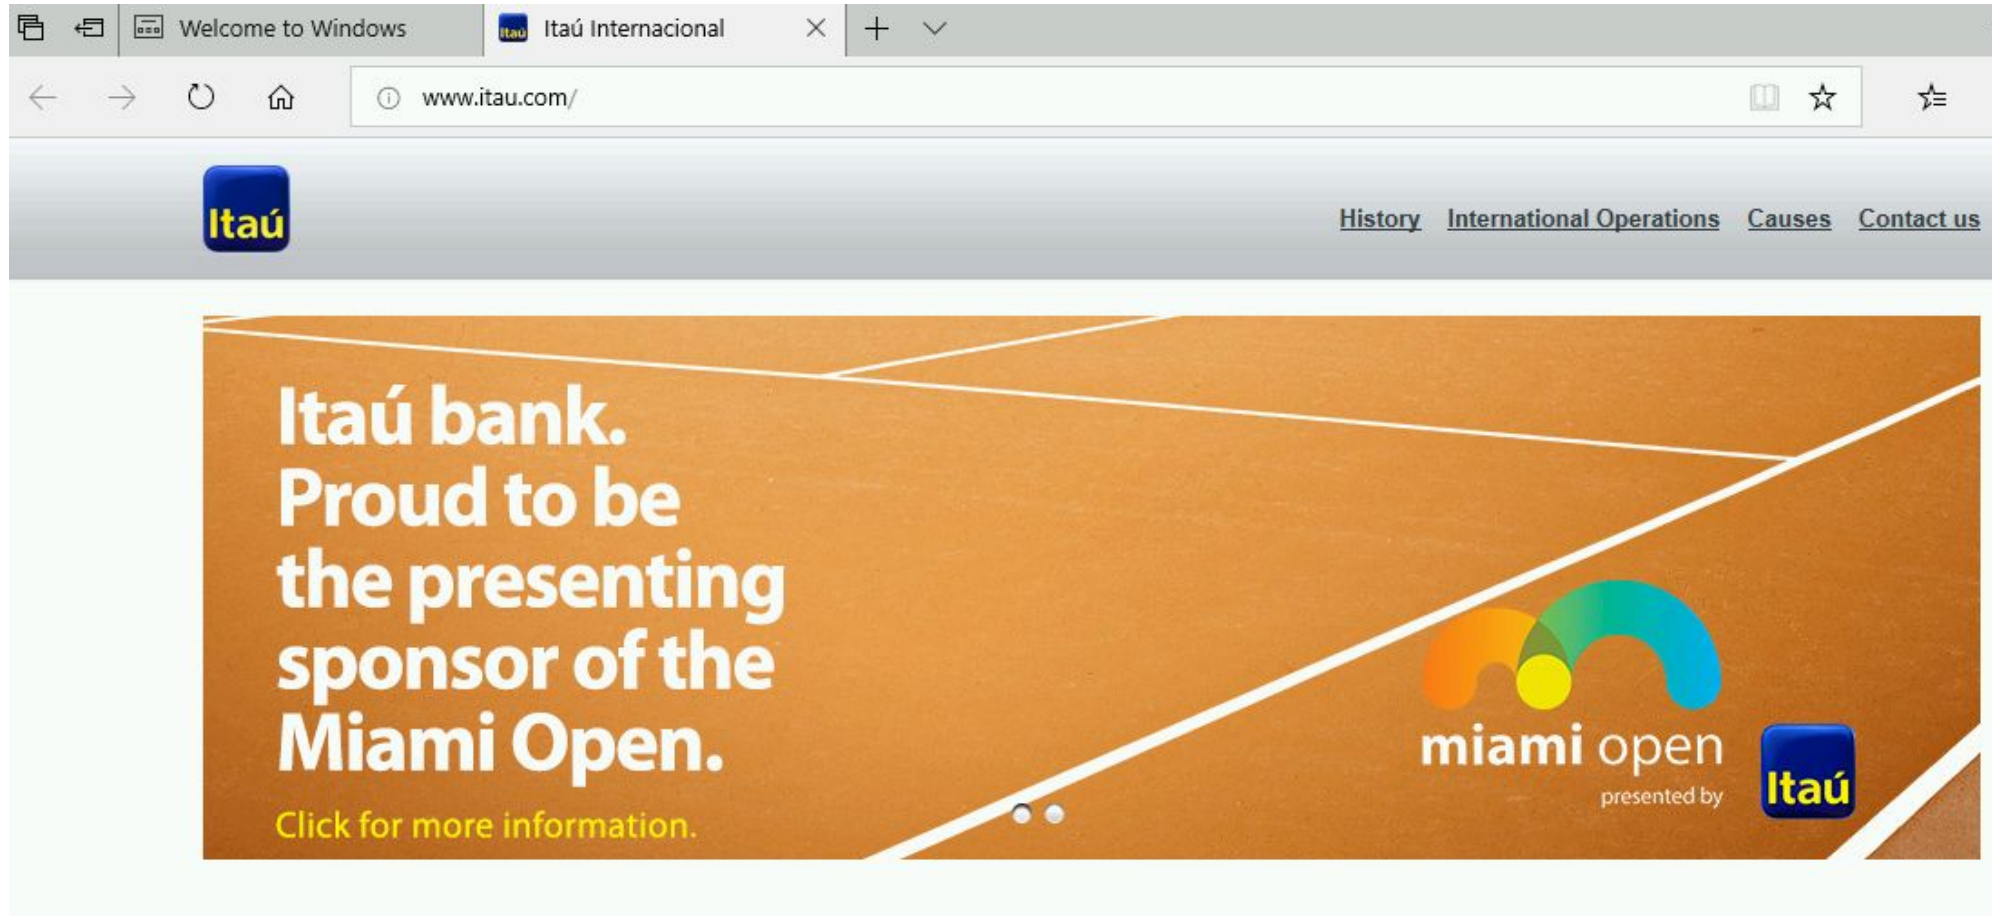 Welcome to Windows
Itaú
Itaú Internacional
www.itau.com/
Itaú
History International Operations Causes Contact us
Itaú bank.
Proud to be
the presenting
sponsor of the
Miami Open.
Click for more information.
miami open
presented by
Itaú